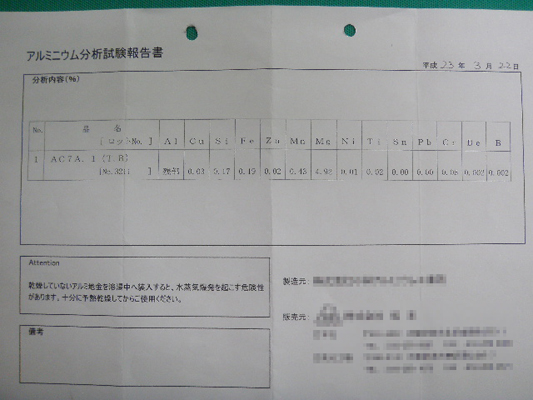 アルミニウム分析試験報告書
平成 23 年 3 月 22 日
分析内容(%)
No. 品 名 Al Cu Si Fe Zn Mn Mg Ni Ti Sn Pb Cr Be B
[ロットNo. ]
1 AC7A. 1 (T.B)
[No.3211 ] 残部 0.03 0.17 0.19 0.02 0.43 4.92 0.01 0.02 0.00 0.00 0.002 0.002
Attention
乾燥していないアルミ地金を溶湯中へ装入すると、水蒸気爆発を起こす危険性
があります。十分に予熱乾燥してからご使用ください。
製造元:
販売元:
備考